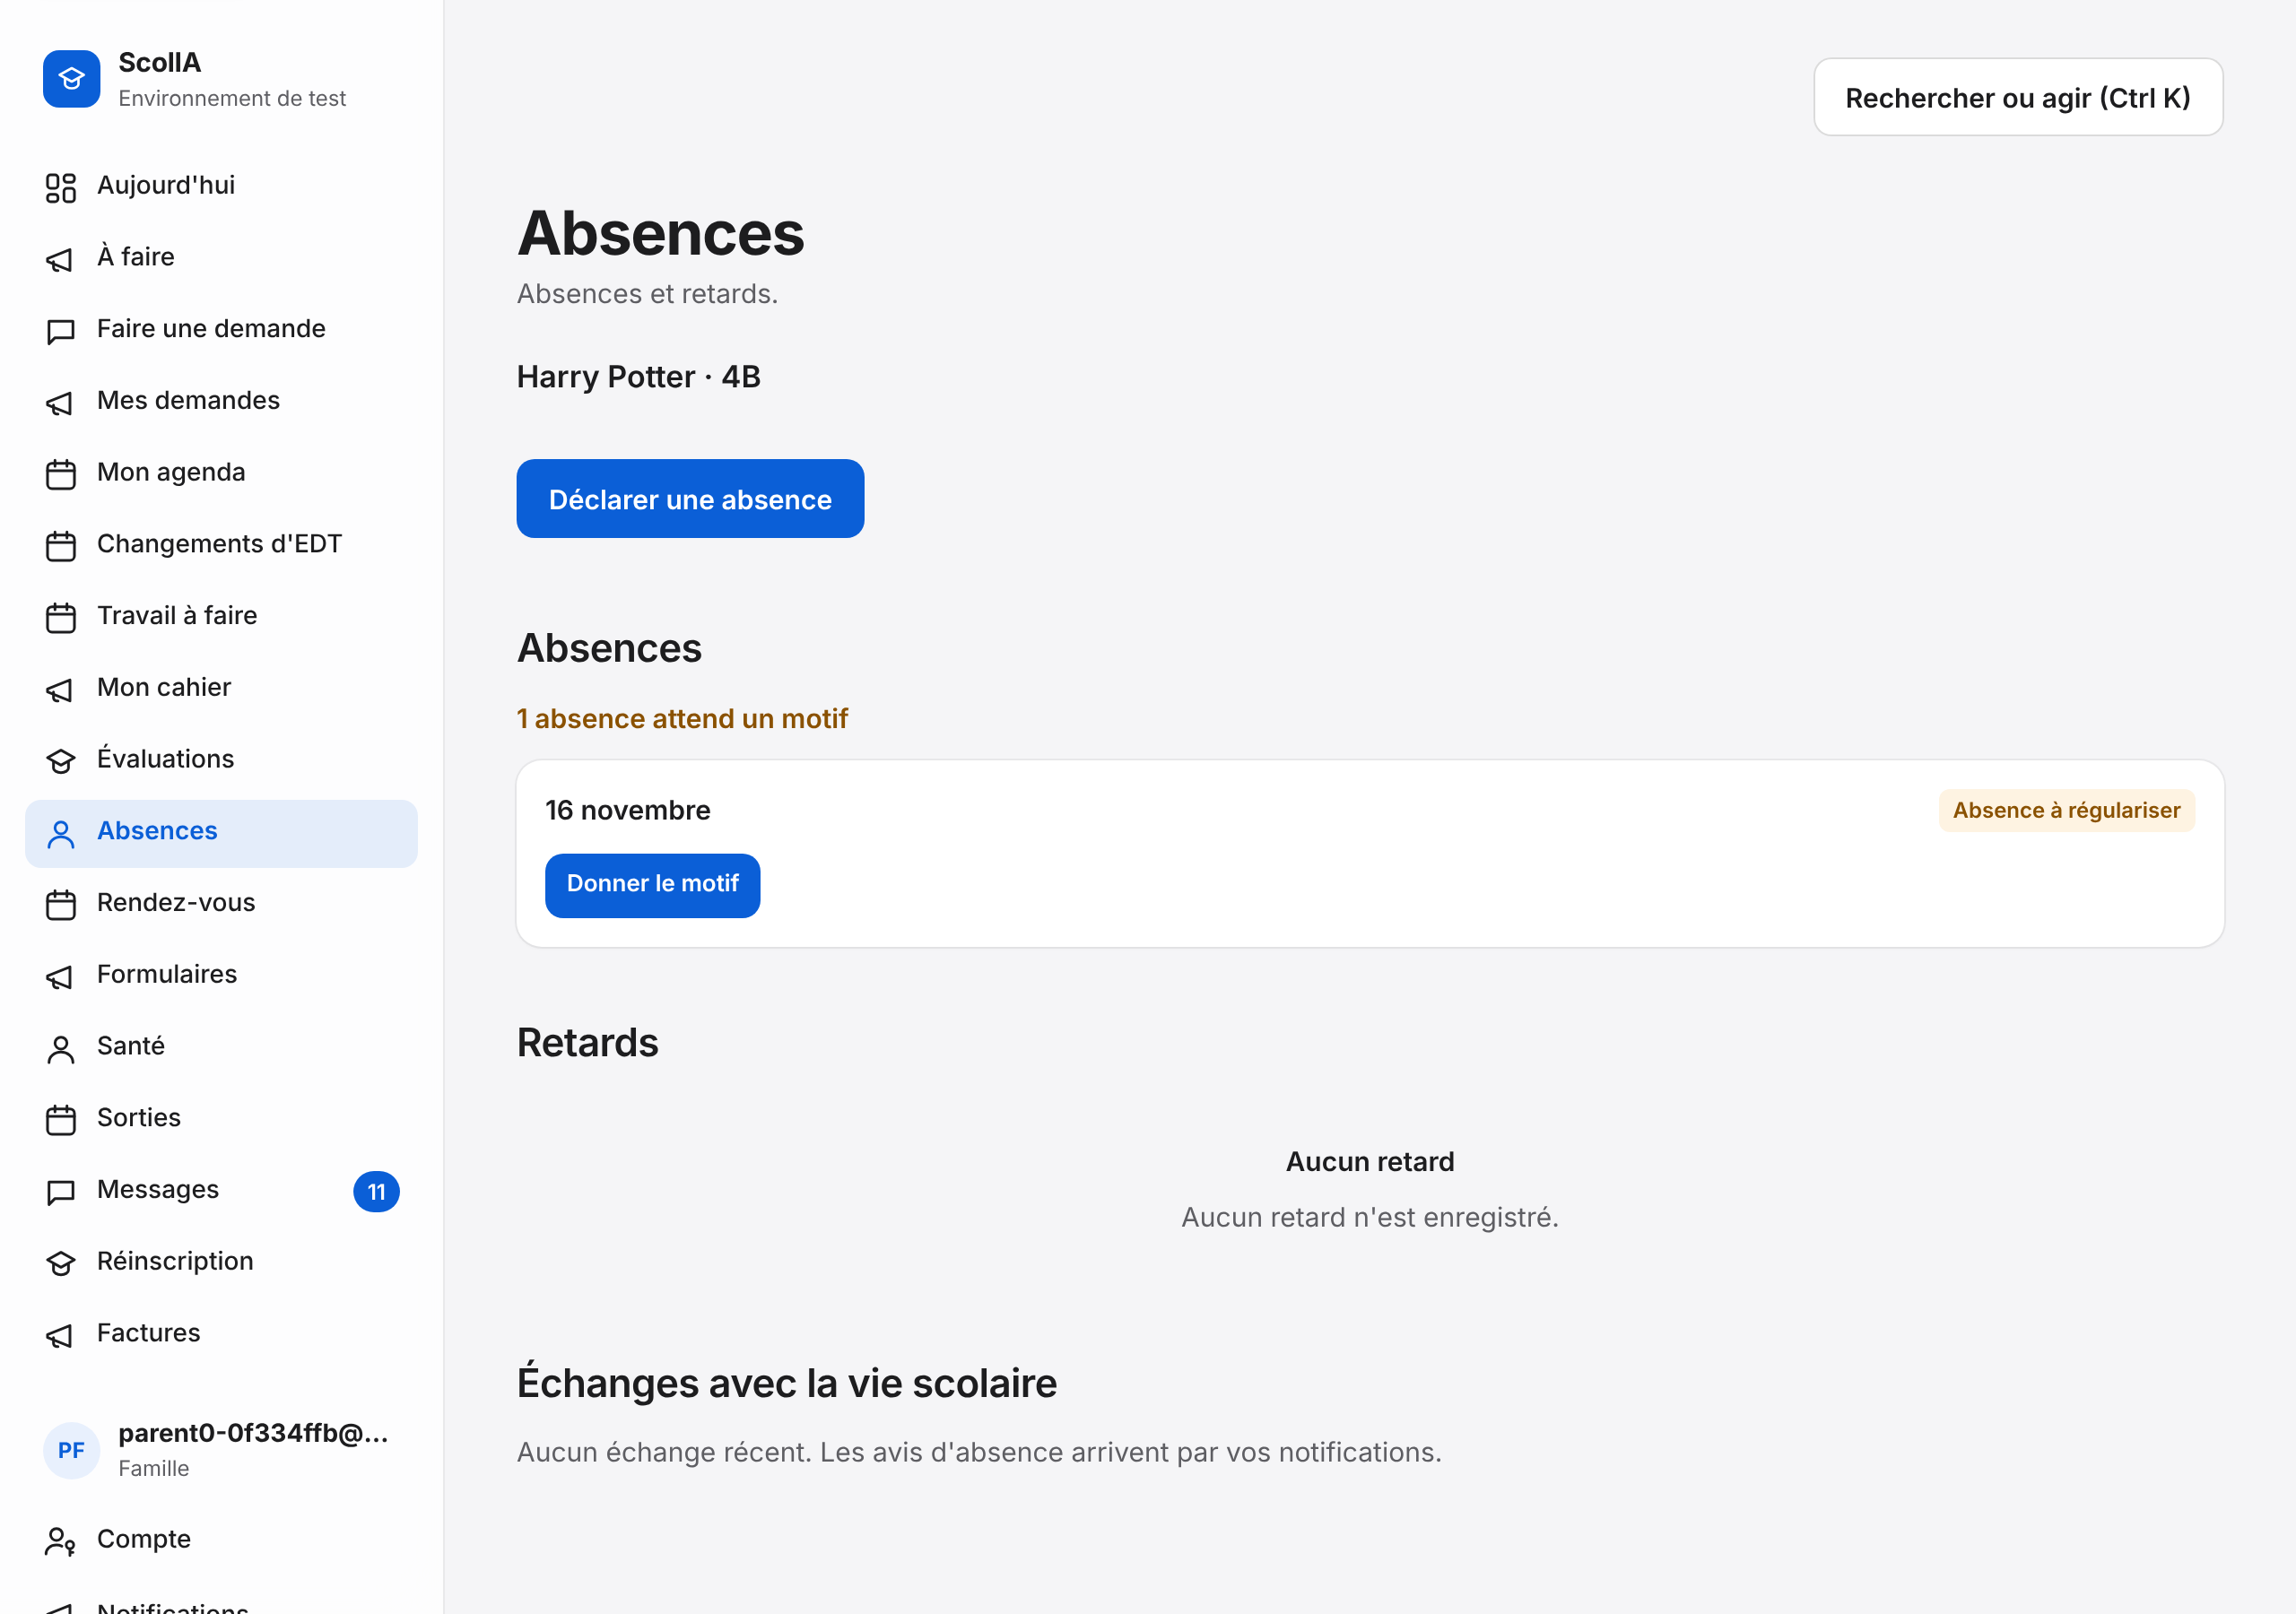 ScolIA
Environnement de test
Aujourd'hui
À faire
Faire une demande
Mes demandes
Mon agenda
Changements d'EDT
Travail à faire
Mon cahier
Évaluations
Absences
Rendez-vous
Formulaires
Santé
Sorties
Messages 11
Réinscription
Factures
PF
parent0-0f334ffb@...
Famille
Compte
Notifications
Rechercher ou agir (Ctrl K)
Absences
Absences et retards.
Harry Potter · 4B
Déclarer une absence
Absences
1 absence attend un motif
16 novembre
Absence à régulariser
Donner le motif
Retards
Aucun retard
Aucun retard n'est enregistré.
Échanges avec la vie scolaire
Aucun échange récent. Les avis d'absence arrivent par vos notifications.